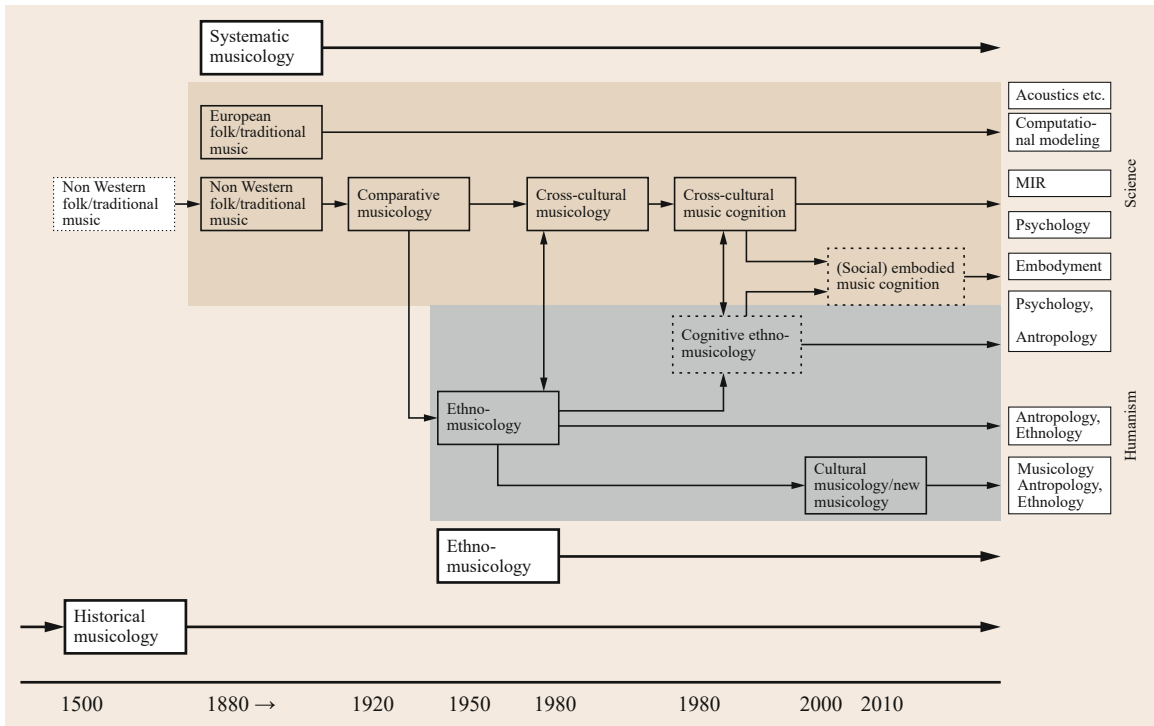 Systematic
musicology
European
folk/traditional
music
Non Western
folk/traditional
music
Non Western
folk/traditional
music
Comparative
musicology
Cross-cultural
musicology
Cross-cultural
music cognition
(Social) embodied
music cognition
Cognitive ethno-
musicology
Ethno-
musicology
Cultural
musicology/new
musicology
Ethno-
musicology
Historical
musicology
Acoustics etc.
Computatio-
nal modeling
MIR
Psychology
Embodyment
Psychology,
Antropology
Antropology,
Ethnology
Musicology
Antropology,
Ethnology
Science
Humanism
1500 1880 → 1920 1950 1980 1980 2000 2010